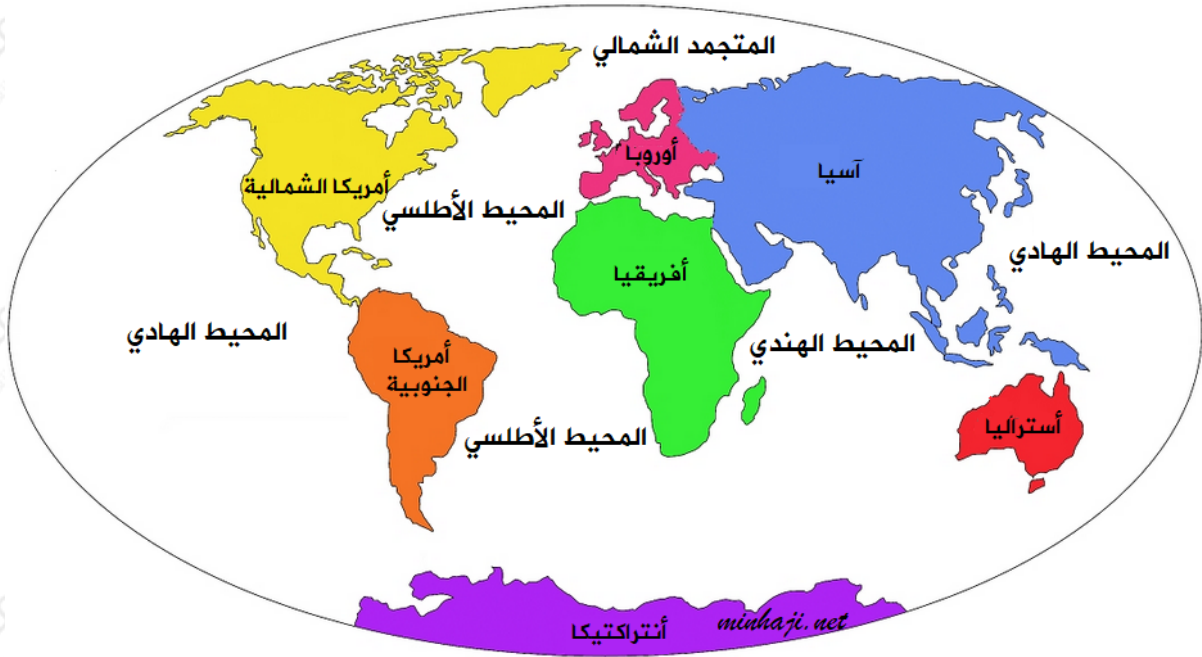 المتجمد الشمالي
أوروبا
آسيا
أمريكا الشمالية
المحيط الأطلسي
المحيط الهادي
أفريقيا
المحيط الهادي
المحيط الهندي
أمريكا
الجنوبية
أستراليا
المحيط الأطلسي
minhaji.net
أنتراكتيكا